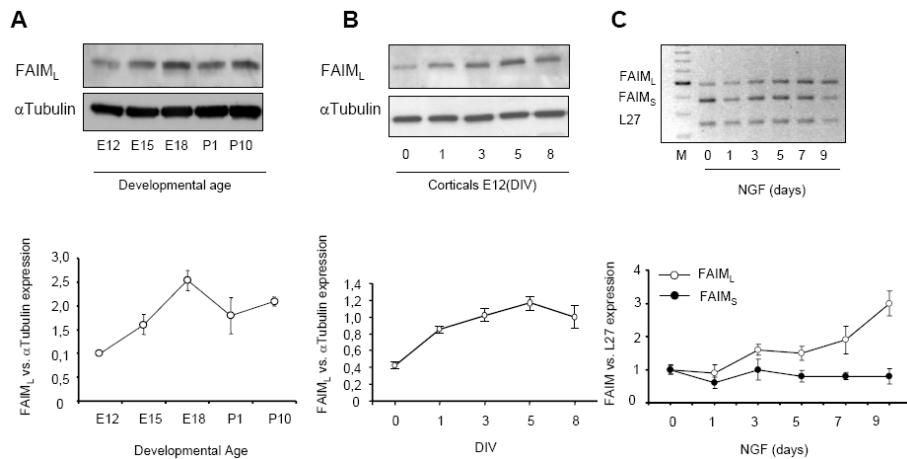 A
FAIML
αTubulin
E12 E15 E18 P1 P10
Developmental age
FAIML vs. αTubulin expression
3,0
2,5
2,0
1,5
0,1
0
E12 E15 E18 P1 P10
Developmental Age
B
FAIML
αTubulin
0 1 3 5 8
Corticals E12(DIV)
FAIML vs. αTubulin expression
1,4
1,2
1,0
0,8
0,6
0,4
0,2
0 1 3 5 8
DIV
C
FAIML
FAIMS
L27
M 0 1 3 5 7 9
NGF (days)
FAIM vs. L27 expression
4
3
2
1
0
FAIML
FAIMS
0 1 3 5 7 9
NGF (days)